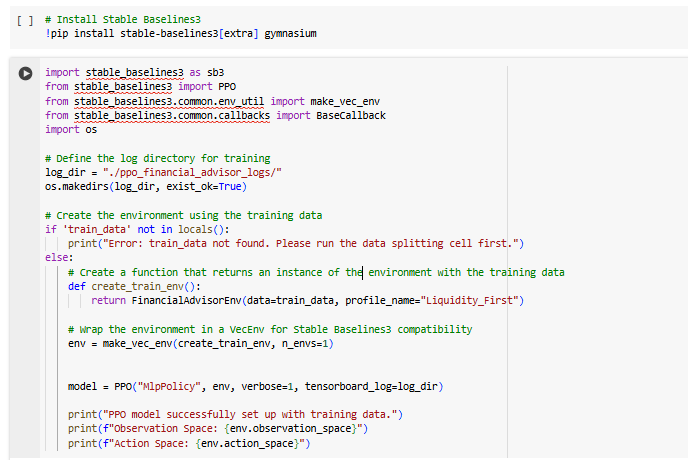 [ ] # Install Stable Baselines3
!pip install stable-baselines3[extra] gymnasium
import stable_baselines3 as sb3
from stable_baselines3 import PPO
from stable_baselines3.common.env_util import make_vec_env
from stable_baselines3.common.callbacks import BaseCallback
import os

# Define the log directory for training
log_dir = "./ppo_financial_advisor_logs/"
os.makedirs(log_dir, exist_ok=True)

# Create the environment using the training data
if 'train_data' not in locals():
    print("Error: train_data not found. Please run the data splitting cell first.")
else:
    # Create a function that returns an instance of the environment with the training data
    def create_train_env():
        return FinancialAdvisorEnv(data=train_data, profile_name="Liquidity_First")

    # Wrap the environment in a VecEnv for Stable Baselines3 compatibility
    env = make_vec_env(create_train_env, n_envs=1)

    model = PPO("MlpPolicy", env, verbose=1, tensorboard_log=log_dir)

    print("PPO model successfully set up with training data.")
    print(f"Observation Space: {env.observation_space}")
    print(f"Action Space: {env.action_space}")